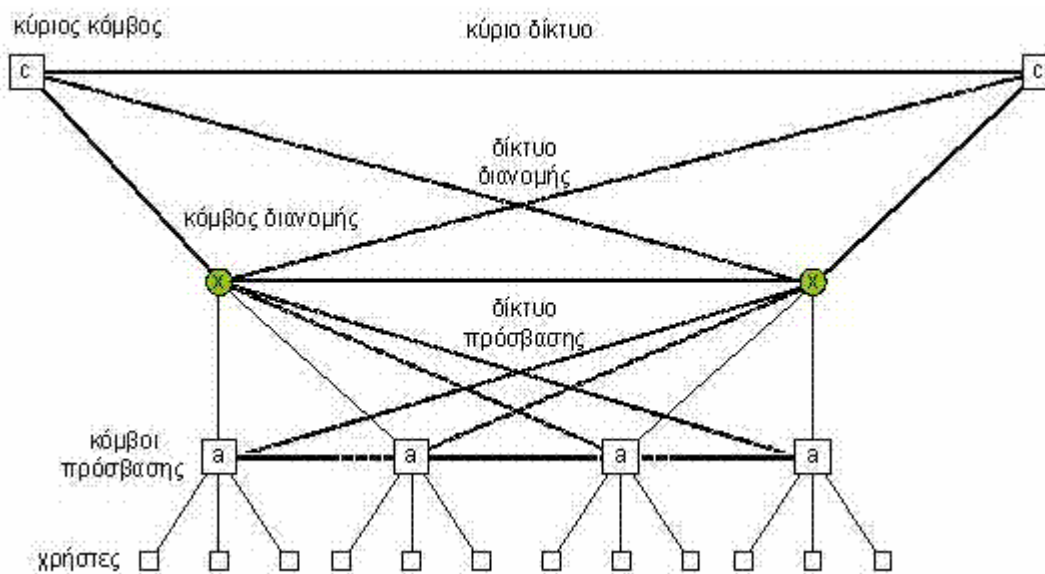 κύριος κόμβος
κύριο δίκτυο
c
c
δίκτυο
διανομής
κόμβος διανομής
x
x
δίκτυο
πρόσβασης
κόμβοι
πρόσβασης
a
a
a
a
χρήστες